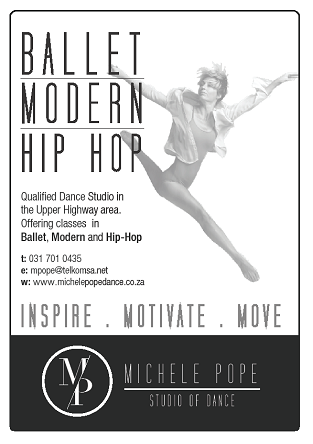 BALLET
MODERN
HIP HOP
Qualified Dance Studio in
the Upper Highway area.
Offering classes in
Ballet, Modern and Hip-Hop
t: 031 701 0435
e: mpope@telkomsa.net
w: www.michelepopedance.co.za
INSPIRE . MOTIVATE . MOVE
MP
MICHELE POPE
STUDIO OF DANCE